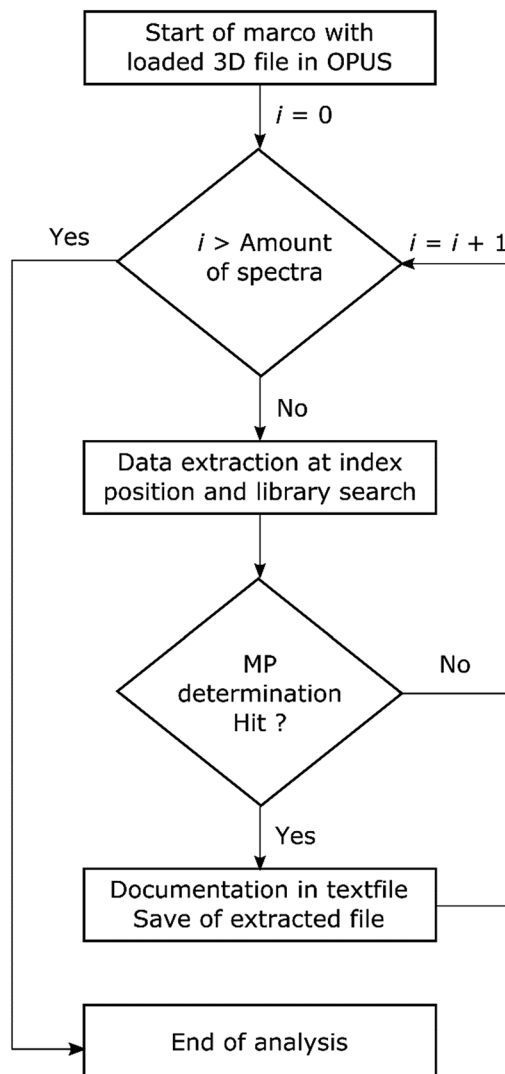 Start of marco with
loaded 3D file in OPUS
i = 0
Yes
i > Amount
of spectra
i = i + 1
No
Data extraction at index
position and library search
MP
determination
Hit ?
No
Yes
Documentation in textfile
Save of extracted file
End of analysis